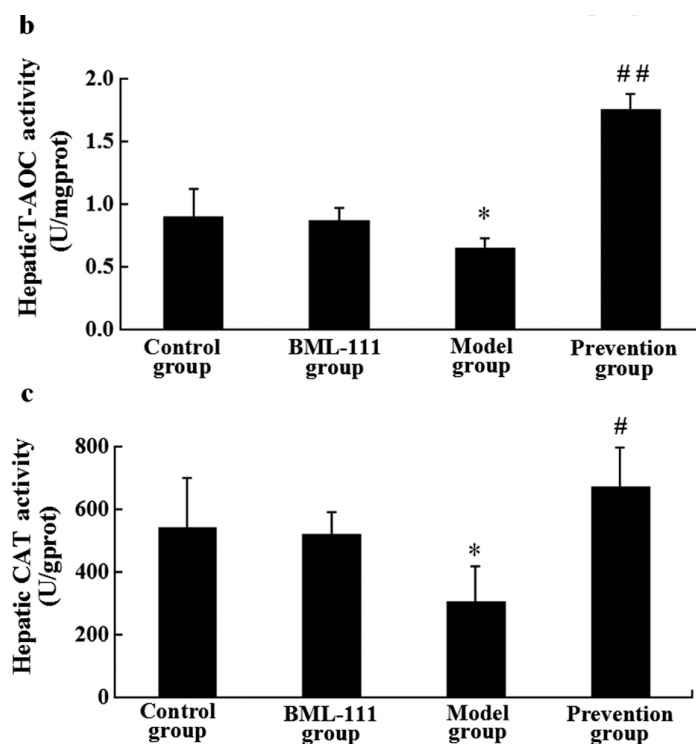 b
HepaticT-AOC activity
(U/mgprot)
2.0
1.5
1.0
0.5
0.0
*
##
Control
group
BML-111
group
Model
group
Prevention
group
c
Hepatic CAT activity
(U/gprot)
800
600
400
200
0
*
#
Control
group
BML-111
group
Model
group
Prevention
group